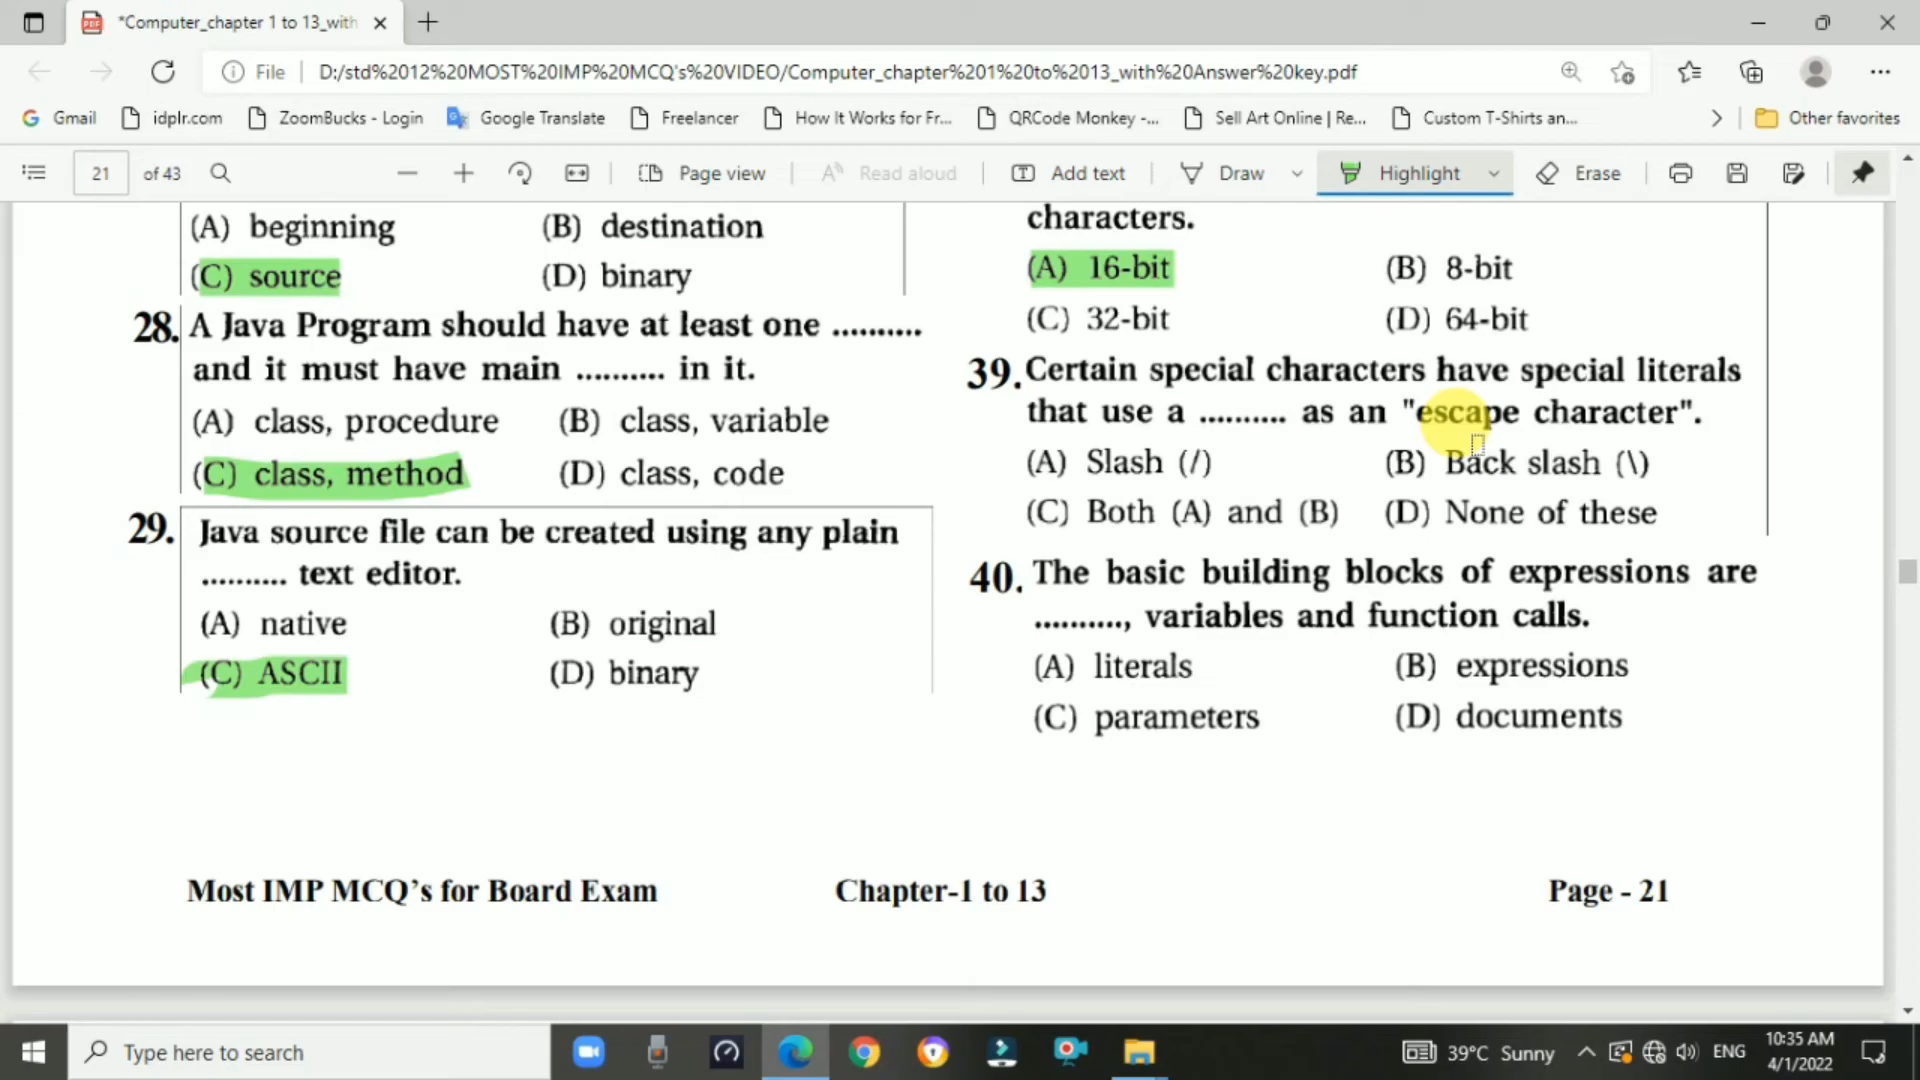 *Computer_chapter 1 to 13_with
File
D:/std%2012%20MOST%20IMP%20MCQ's%20VIDEO/Computer_chapter%201%20to%2013_with%20Answer%20key.pdf
Gmail
idplr.com
ZoomBucks - Login
Google Translate
Freelancer
How It Works for Fr...
QRCode Monkey -...
Sell Art Online | Re...
Custom T-Shirts an...
Other favorites
21 of 43
Page view
Read aloud
Add text
Draw
Highlight
Erase
(A) beginning (B) destination
(C) source (D) binary
28. A Java Program should have at least one ..........
and it must have main .......... in it.
(A) class, procedure (B) class, variable
(C) class, method (D) class, code
29. Java source file can be created using any plain
.......... text editor.
(A) native (B) original
(C) ASCII (D) binary
characters.
(A) 16-bit (B) 8-bit
(C) 32-bit (D) 64-bit
39. Certain special characters have special literals
that use a .......... as an "escape character".
(A) Slash (/) (B) Back slash (\)
(C) Both (A) and (B) (D) None of these
40. The basic building blocks of expressions are
.........., variables and function calls.
(A) literals (B) expressions
(C) parameters (D) documents
Most IMP MCQ's for Board Exam Chapter-1 to 13 Page - 21
Type here to search
39°C Sunny
ENG
10:35 AM
4/1/2022